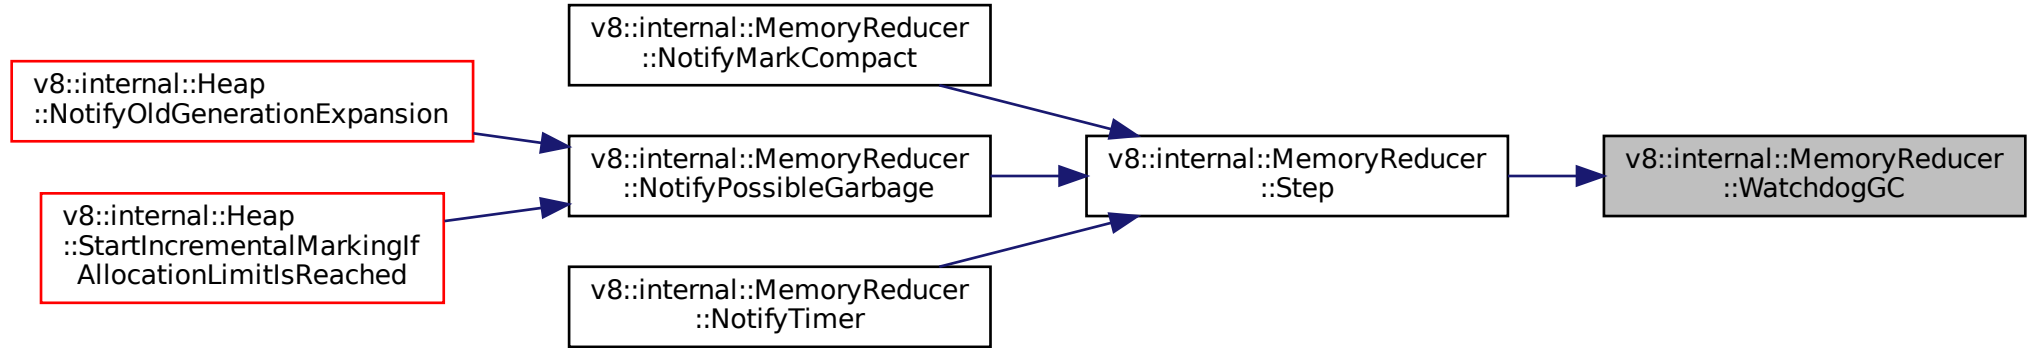 v8::internal::Heap
::NotifyOldGenerationExpansion
v8::internal::Heap
::StartIncrementalMarkingIf
AllocationLimitIsReached
v8::internal::MemoryReducer
::NotifyMarkCompact
v8::internal::MemoryReducer
::NotifyPossibleGarbage
v8::internal::MemoryReducer
::NotifyTimer
v8::internal::MemoryReducer
::Step
v8::internal::MemoryReducer
::WatchdogGC